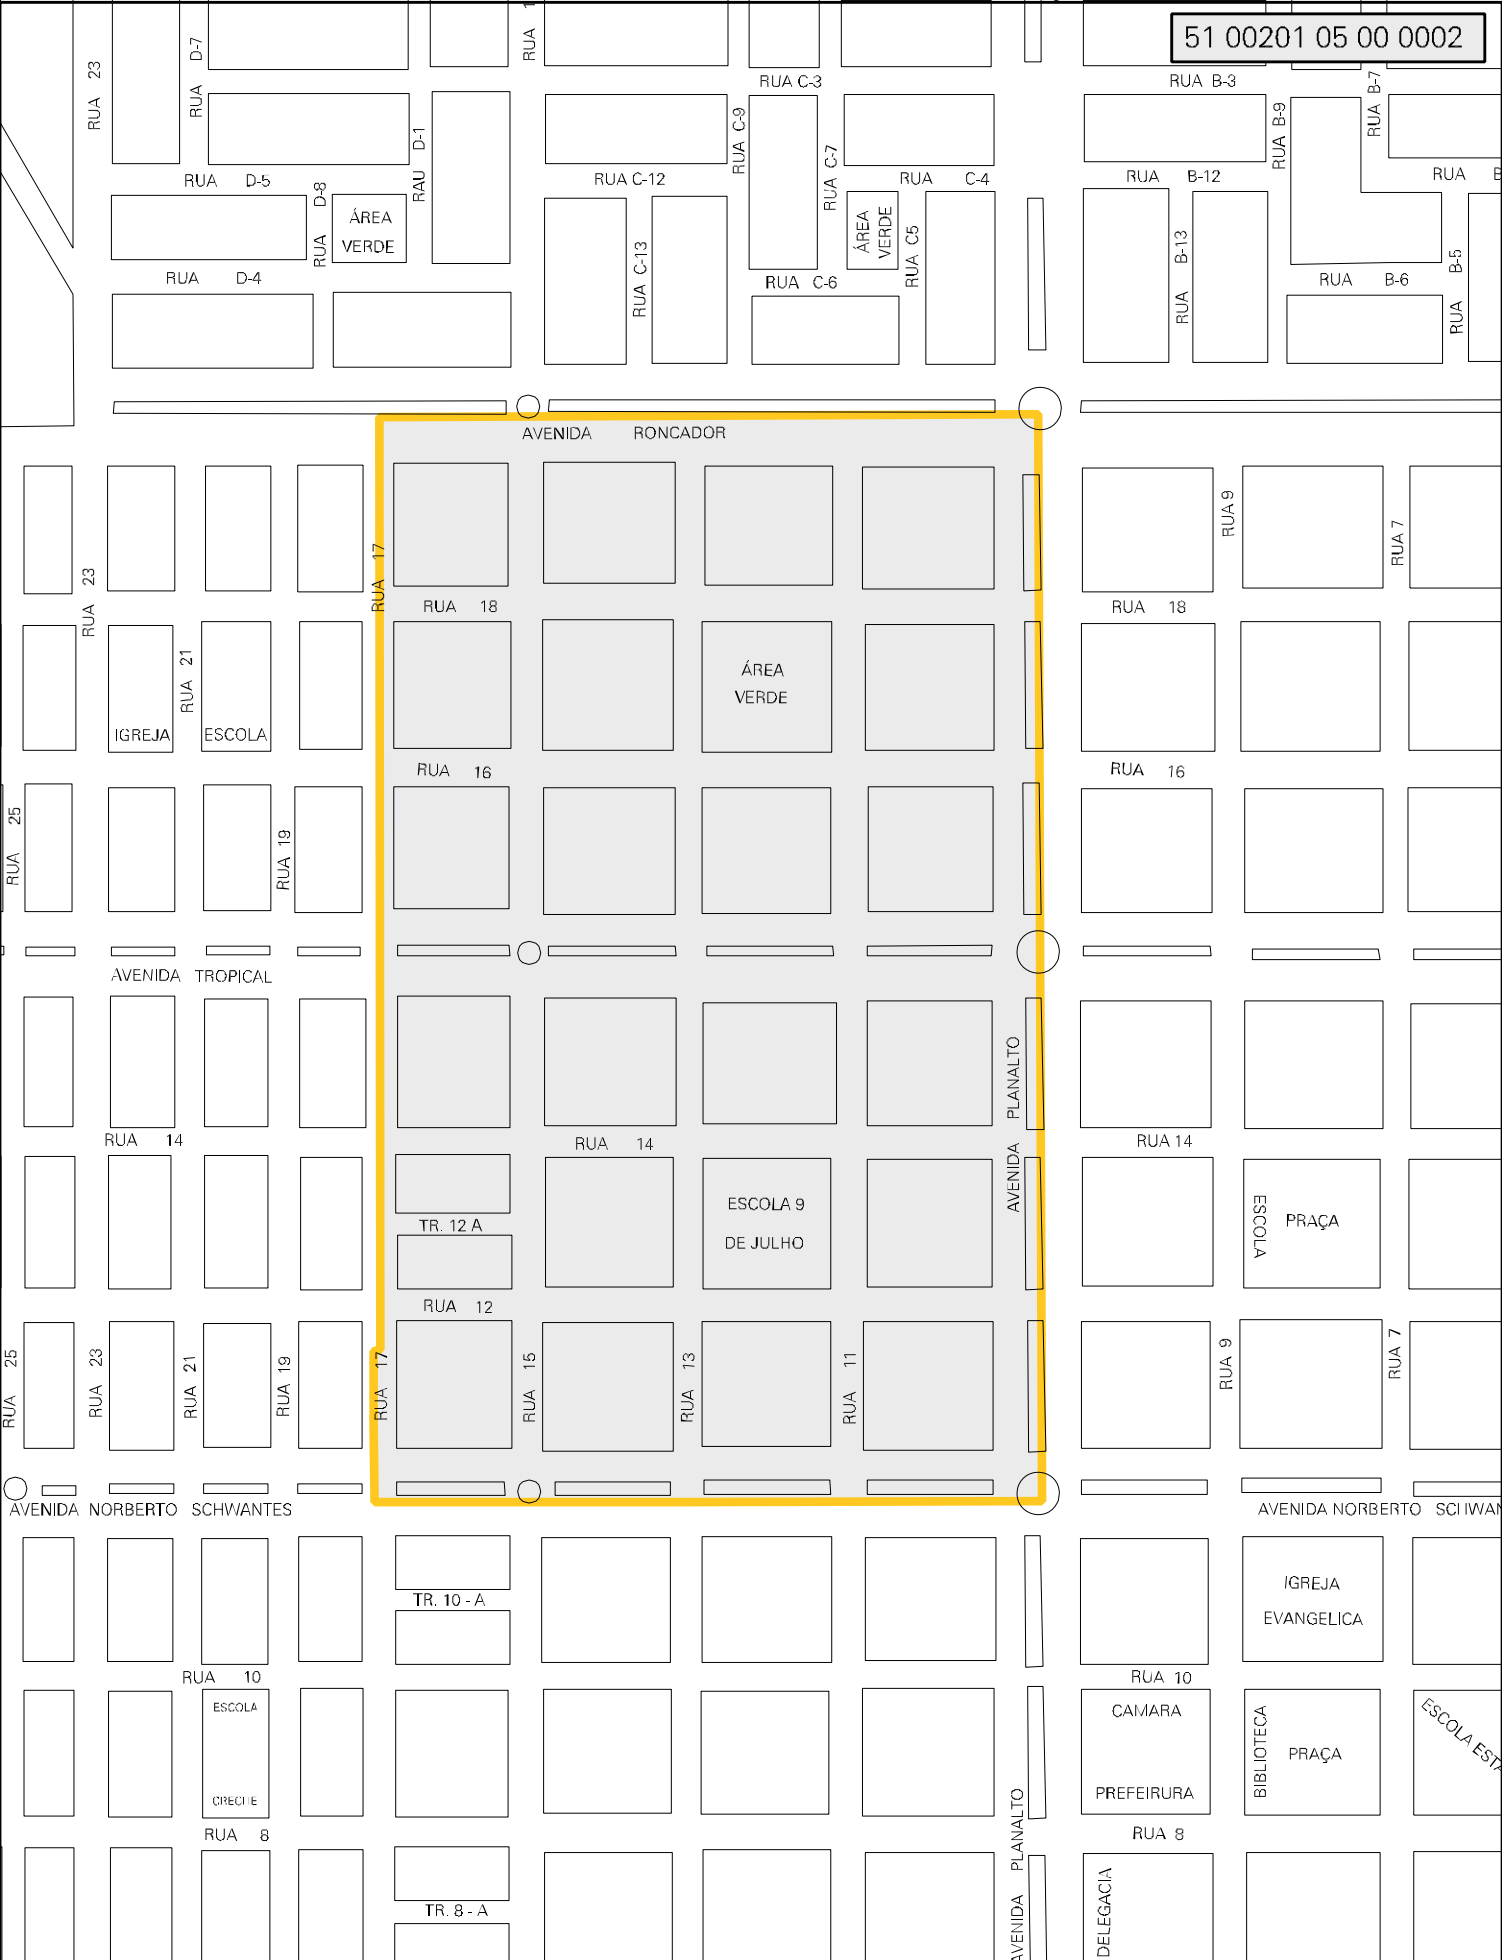 51 00201 05 00 0002
RUA 23
RUA D-7
RUA
RUA C-3
RUA B-3
RUA B-7
RAU D-1
RUA C-9
RUA C-7
RUA B-9
RUA D-5
RUA D-8
RUA C-12
RUA C-4
RUA B-12
RUA
ÁREA
VERDE
ÁREA
VERDE
RUA C5
RUA C-13
RUA B-13
RUA B-5
RUA D-4
RUA C-6
RUA B-6
AVENIDA RONCADOR
RUA 9
RUA 7
RUA 17
RUA 23
RUA 18
RUA 18
RUA 21
ÁREA
VERDE
IGREJA
ESCOLA
RUA 16
RUA 16
RUA 25
RUA 19
AVENIDA TROPICAL
AVENIDA PLANALTO
RUA 14
RUA 14
RUA 14
ESCOLA 9
DE JULHO
ESCOLA
PRAÇA
TR. 12 A
RUA 12
RUA 25
RUA 23
RUA 21
RUA 19
RUA 17
RUA 15
RUA 13
RUA 11
RUA 9
RUA 7
AVENIDA NORBERTO SCHWANTES
AVENIDA NORBERTO SCHWAN
IGREJA
EVANGELICA
TR. 10 - A
RUA 10
RUA 10
ESCOLA
CRECHE
CAMARA
PREFEIRURA
BIBLIOTECA
PRAÇA
ESCOLA ESTA
RUA 8
RUA 8
AVENIDA PLANALTO
DELEGACIA
TR. 8 - A